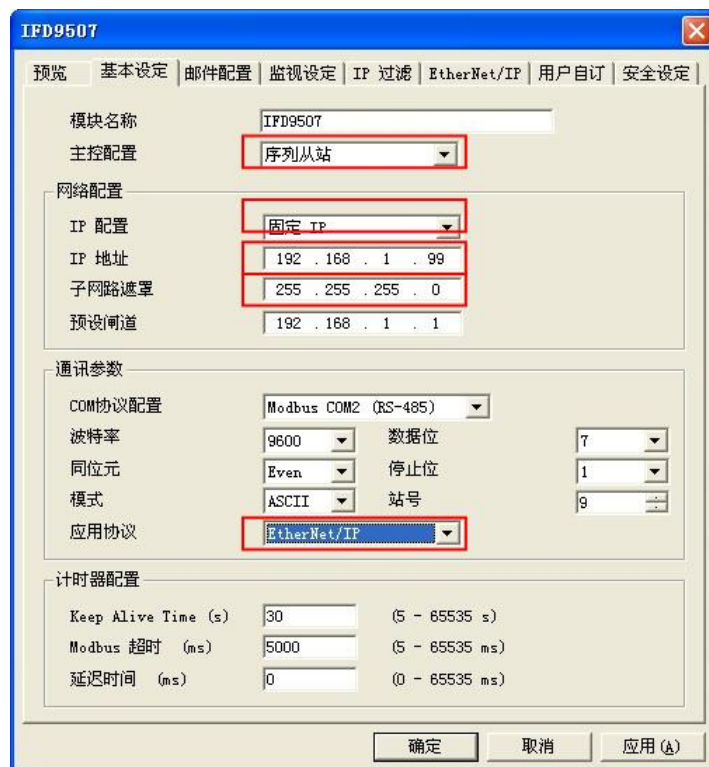 IFD9507
预览 基本设定 邮件配置 监视设定 IP 过滤 EtherNet/IP 用户自订 安全设定
模块名称 IFD9507
主控配置 序列从站
网络配置
IP 配置 固定 IP
IP 地址 192 . 168 . 1 . 99
子网路遮罩 255 . 255 . 255 . 0
预设闸道 192 . 168 . 1 . 1
通讯参数
COM协议配置 Modbus COM2 (RS-485)
波特率 9600 数据位 7
同位元 Even 停止位 1
模式 ASCII 站号 9
应用协议 EtherNet/IP
计时器配置
Keep Alive Time (s) 30 (5 - 65535 s)
Modbus 超时 (ms) 5000 (5 - 65535 ms)
延迟时间 (ms) 0 (0 - 65535 ms)
确定 取消 应用(A)